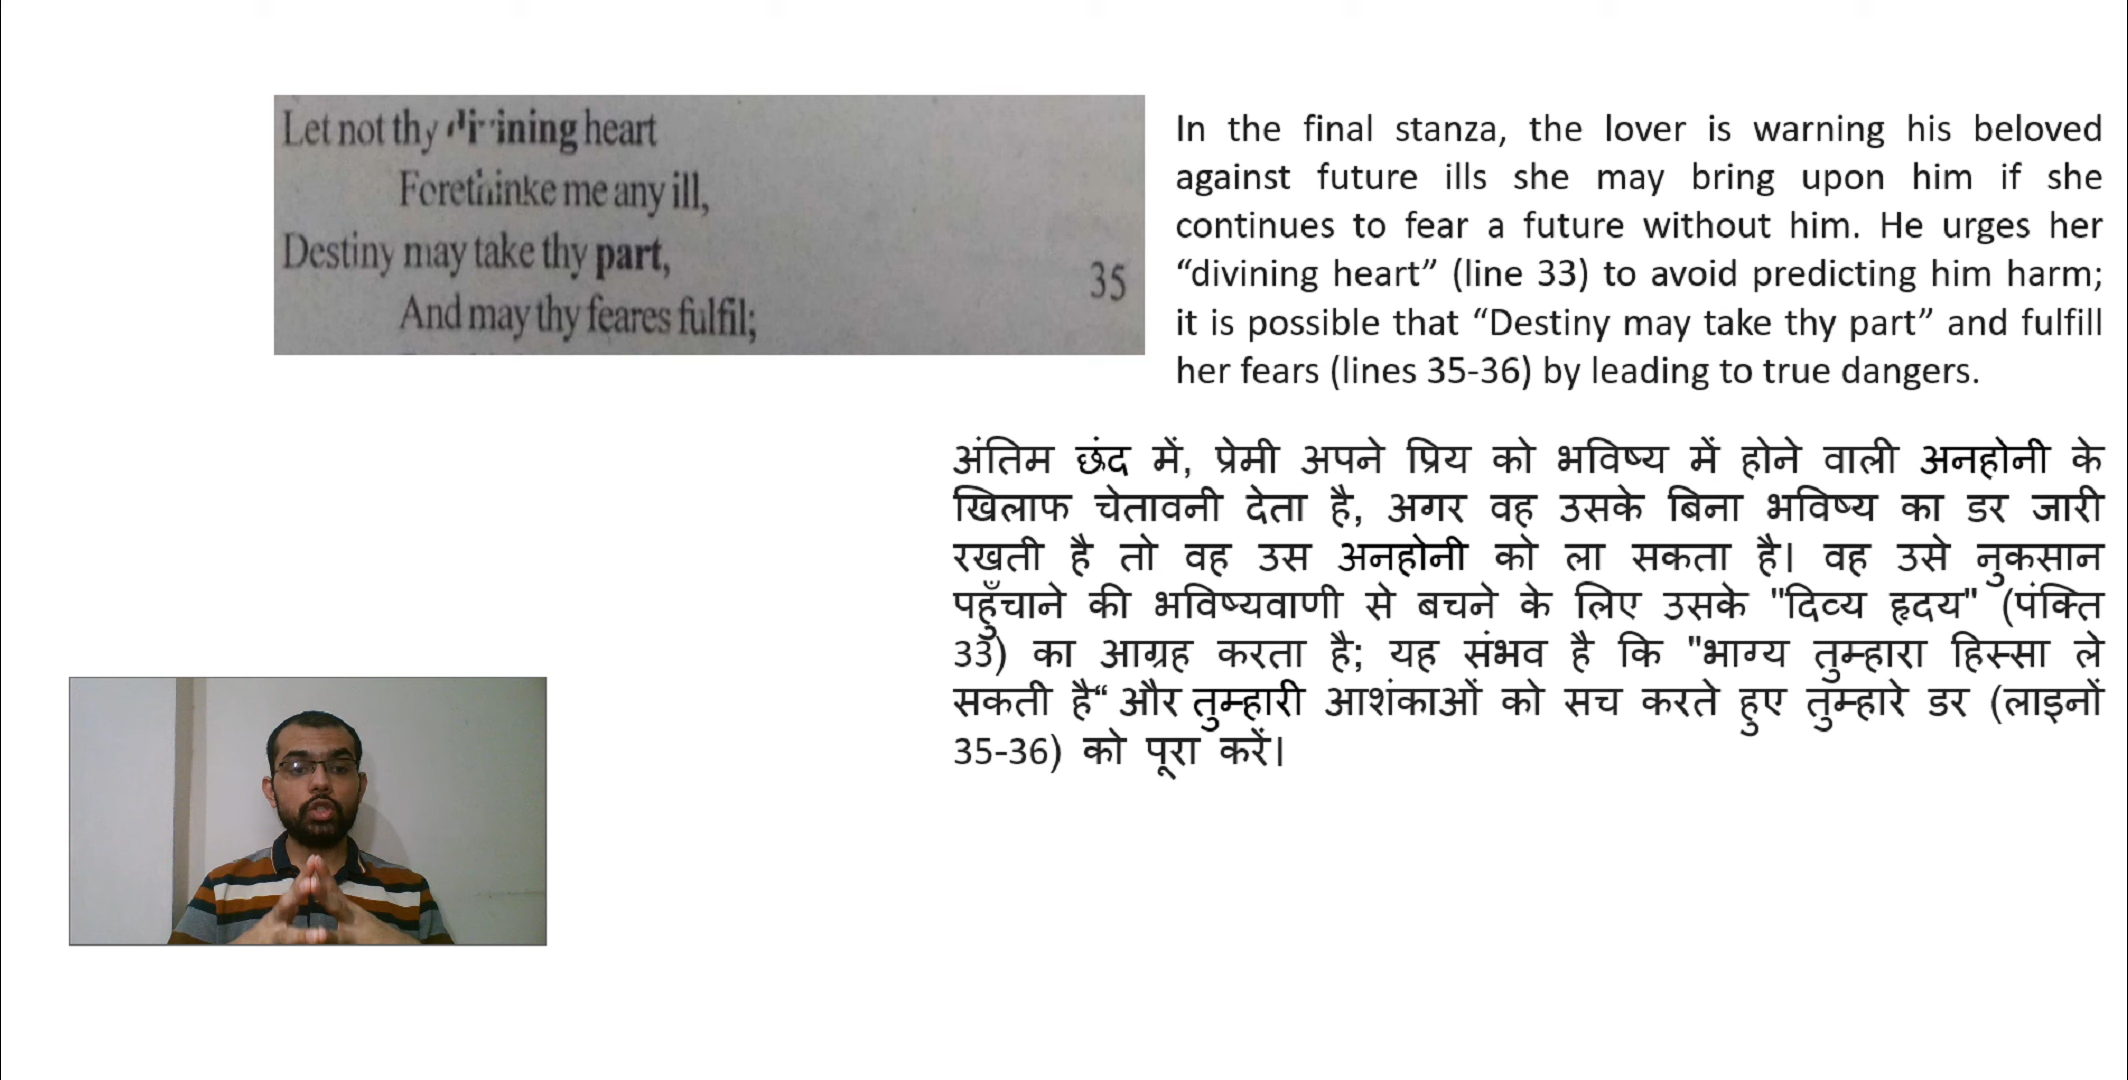 Let not thy divining heart
Forethinke me any ill,
Destiny may take thy part,
35
And may thy feares fulfil;
In the final stanza, the lover is warning his beloved
against future ills she may bring upon him if she
continues to fear a future without him. He urges her
“divining heart” (line 33) to avoid predicting him harm;
it is possible that “Destiny may take thy part” and fulfill
her fears (lines 35-36) by leading to true dangers.
अंतिम छंद में, प्रेमी अपने प्रिय को भविष्य में होने वाली अनहोनी के
खिलाफ चेतावनी देता है, अगर वह उसके बिना भविष्य का डर जारी
रखती है तो वह उस अनहोनी को ला सकता है। वह उसे नुकसान
पहुँचाने की भविष्यवाणी से बचने के लिए उसके "दिव्य हृदय" (पंक्ति
33) का आग्रह करता है; यह संभव है कि "भाग्य तुम्हारा हिस्सा ले
सकती है“ और तुम्हारी आशंकाओं को सच करते हुए तुम्हारे डर (लाइनों
35-36) को पूरा करें।